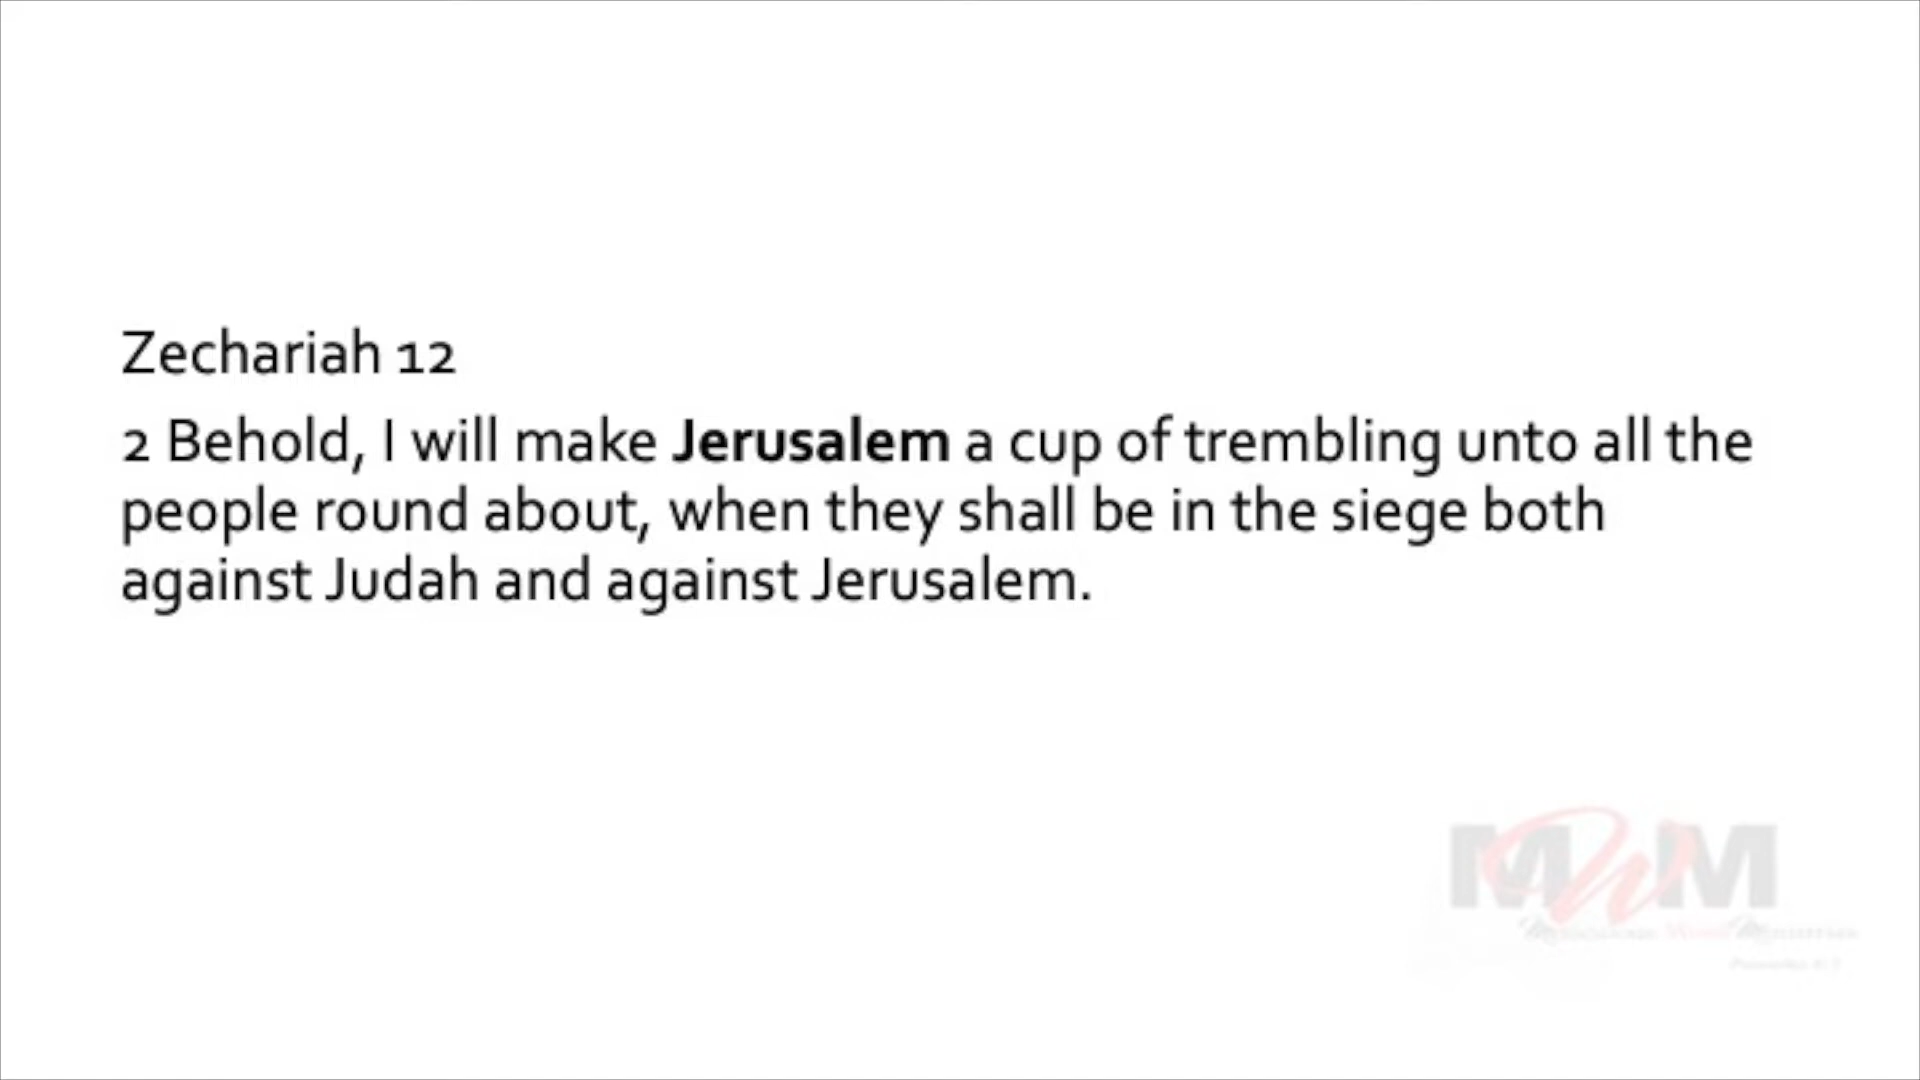 Zechariah 12
2 Behold, I will make Jerusalem a cup of trembling unto all the
people round about, when they shall be in the siege both
against Judah and against Jerusalem.
MWM
Ministries